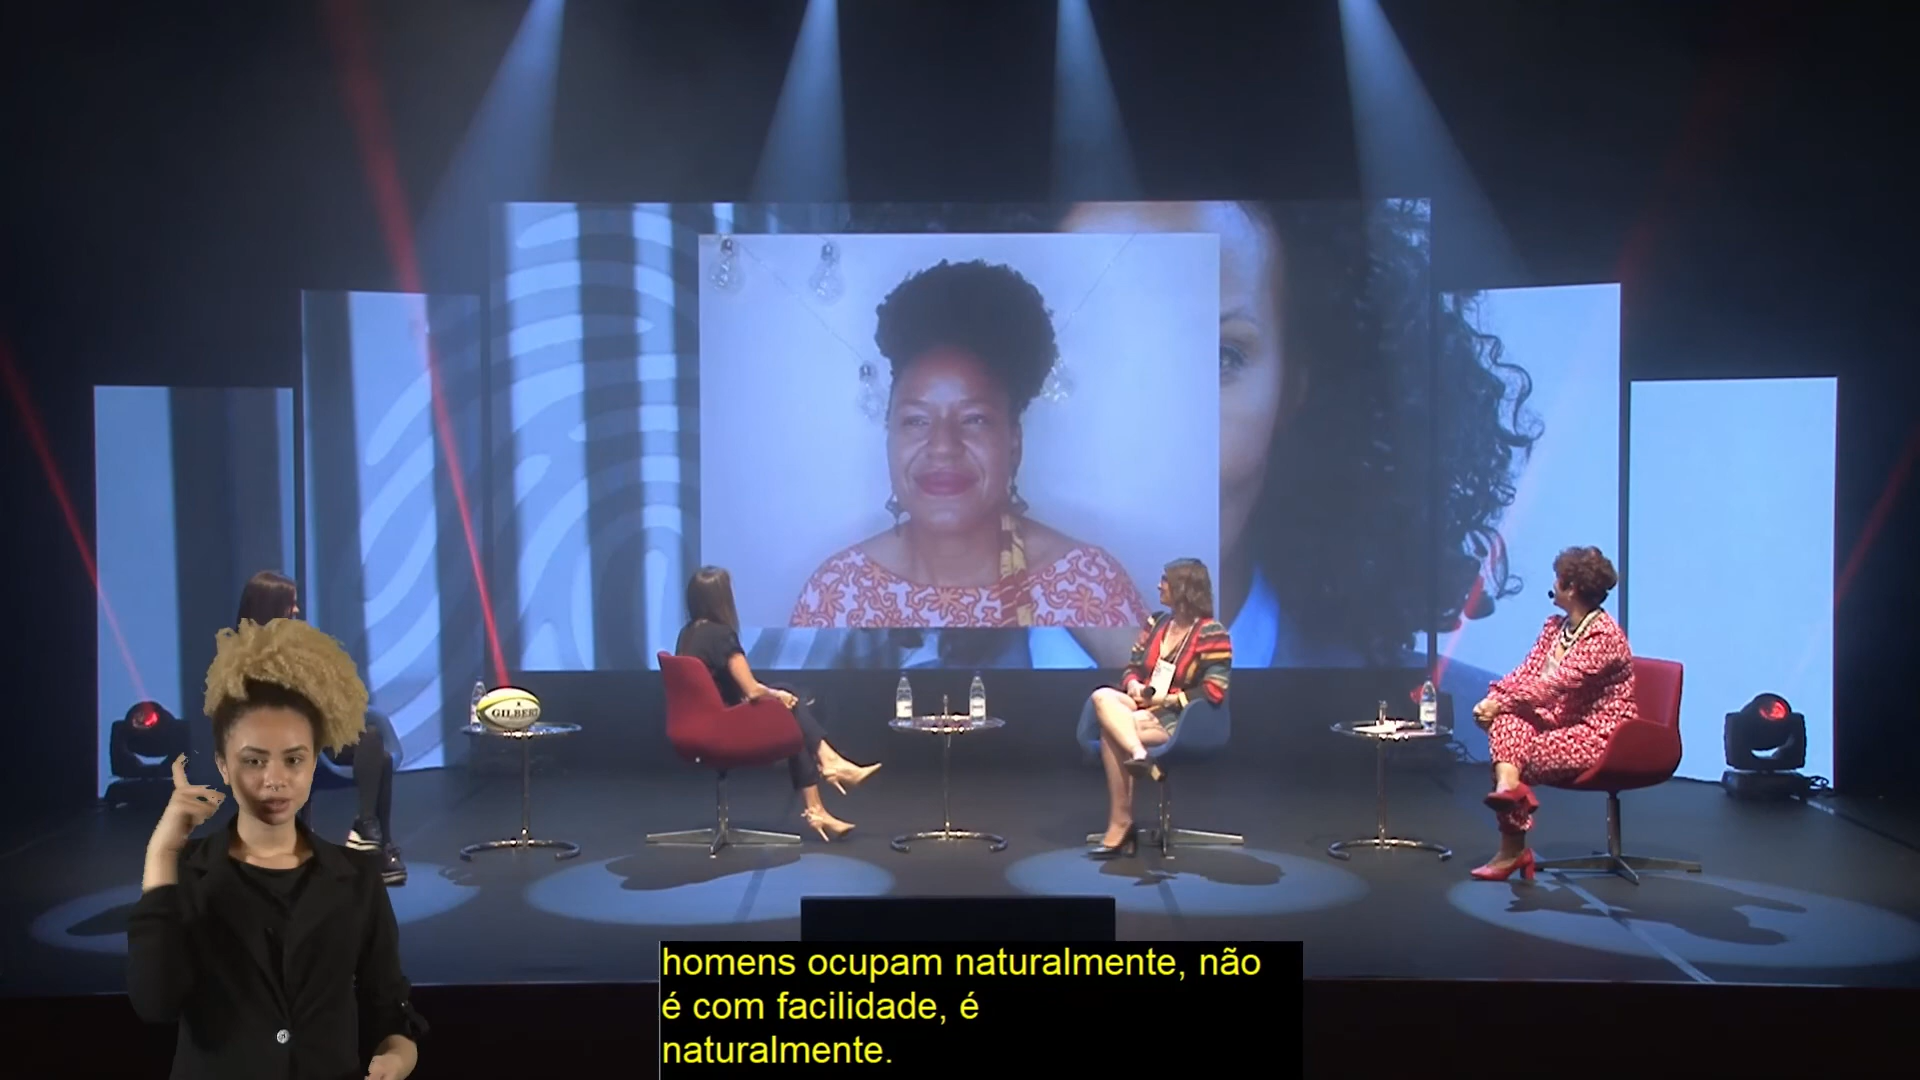 GILBERT
homens ocupam naturalmente, não
é com facilidade, é
naturalmente.